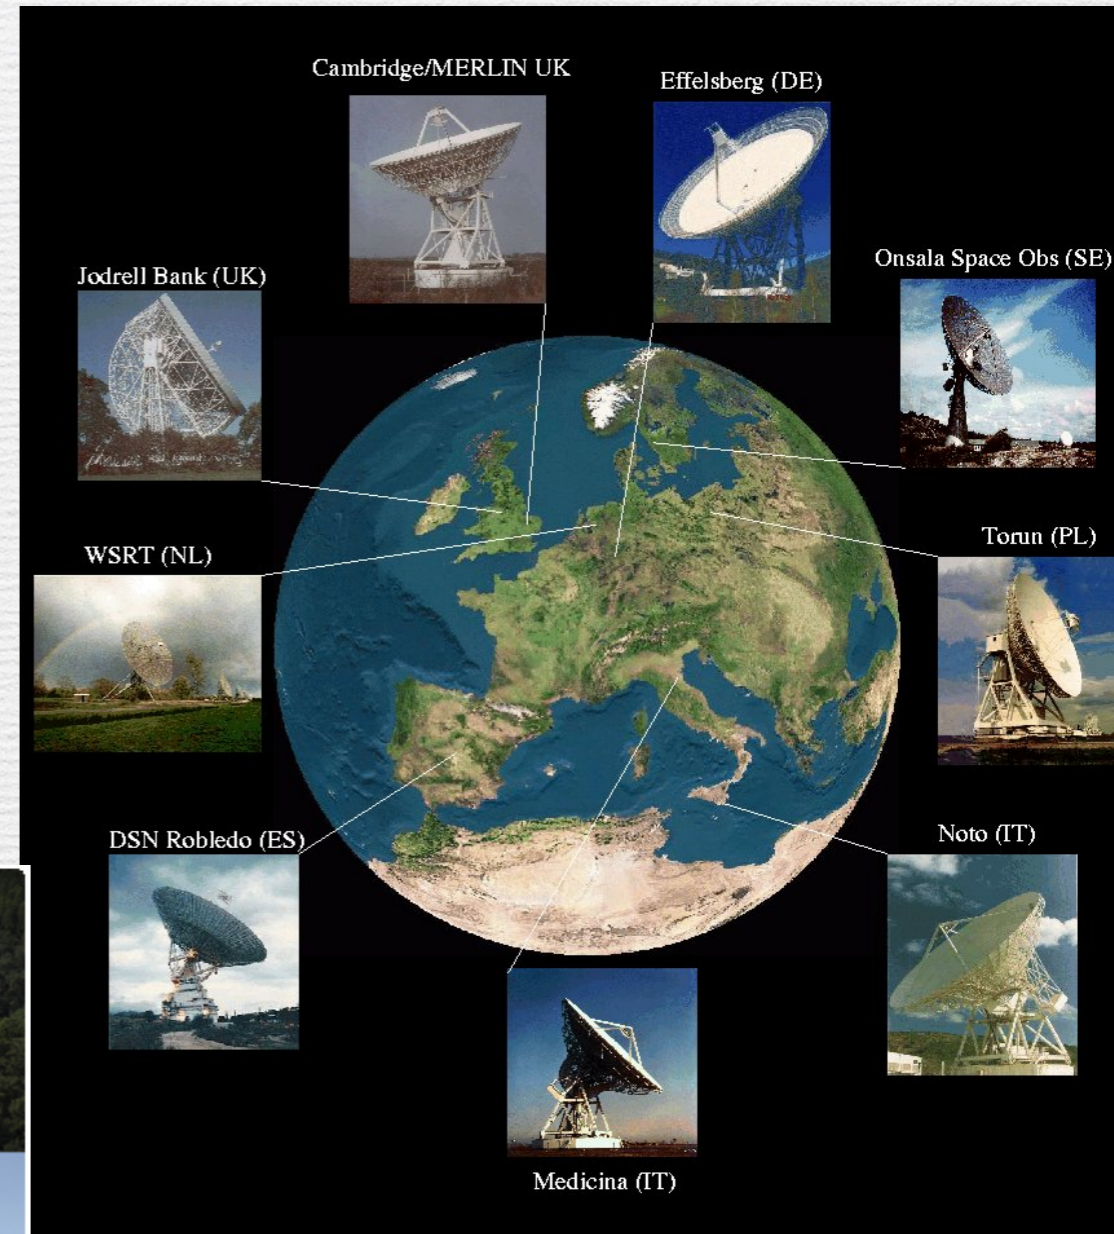 Cambridge/MERLIN UK
Effelsberg (DE)
Onsala Space Obs (SE)
Jodrell Bank (UK)
Torun (PL)
WSRT (NL)
DSN Robledo (ES)
Noto (IT)
Medicina (IT)